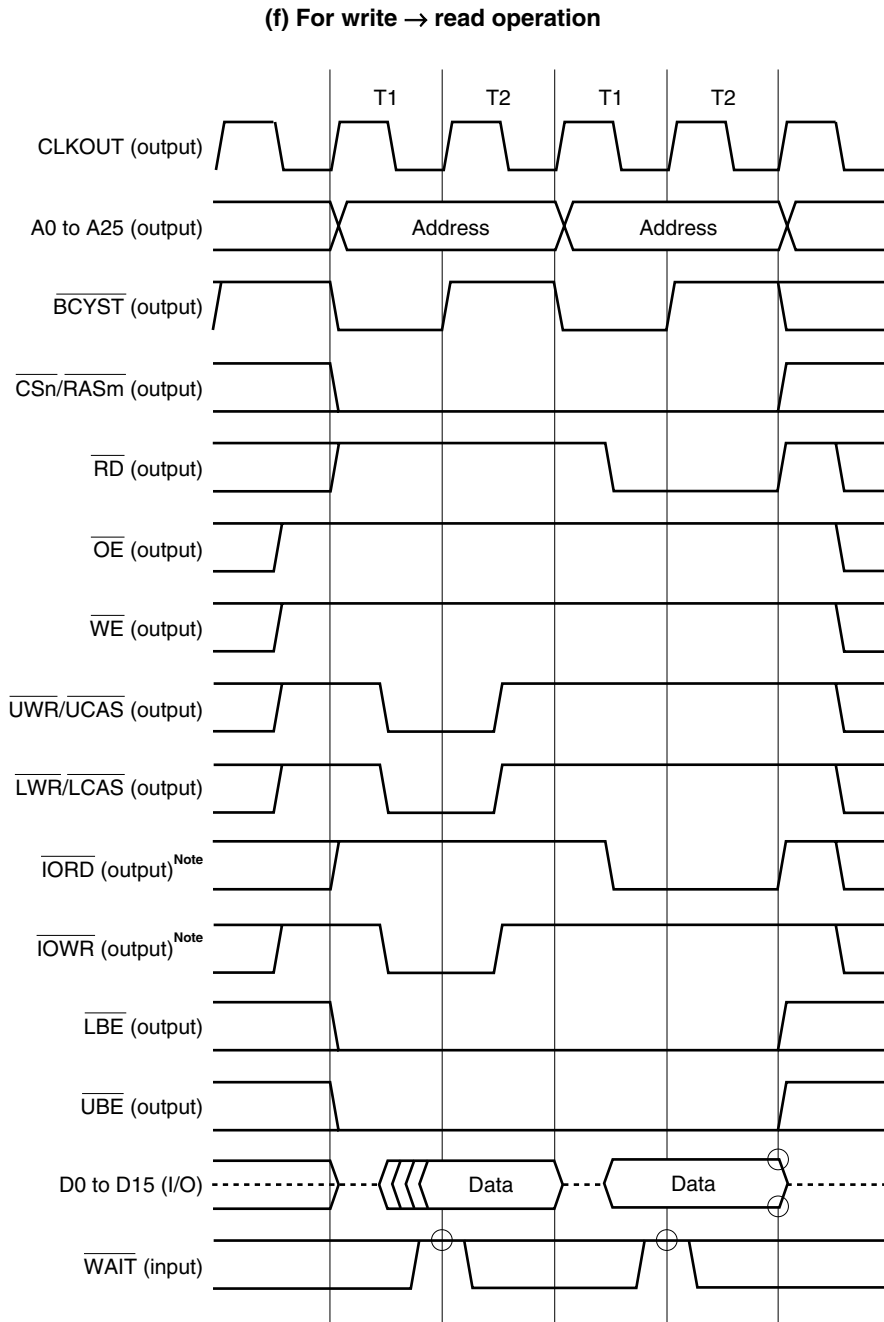 (f) For write → read operation
T1 T2 T1 T2
CLKOUT (output)
A0 to A25 (output) Address Address
BCYST (output)
CSn/RASm (output)
RD (output)
OE (output)
WE (output)
UWR/UCAS (output)
LWR/LCAS (output)
IORD (output)Note
IOWR (output)Note
LBE (output)
UBE (output)
D0 to D15 (I/O) Data Data
WAIT (input)